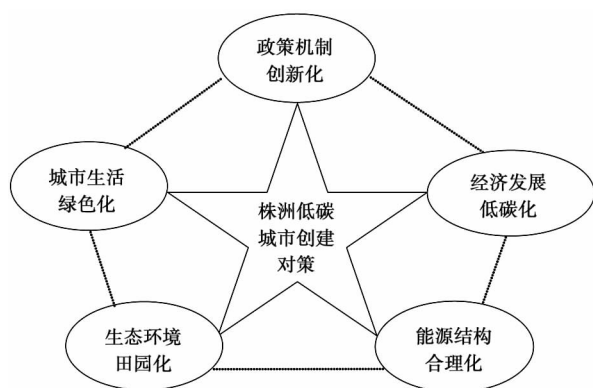 政策机制
创新化
城市生活
绿色化
经济发展
低碳化
株洲低碳
城市创建
对策
生态环境
田园化
能源结构
合理化